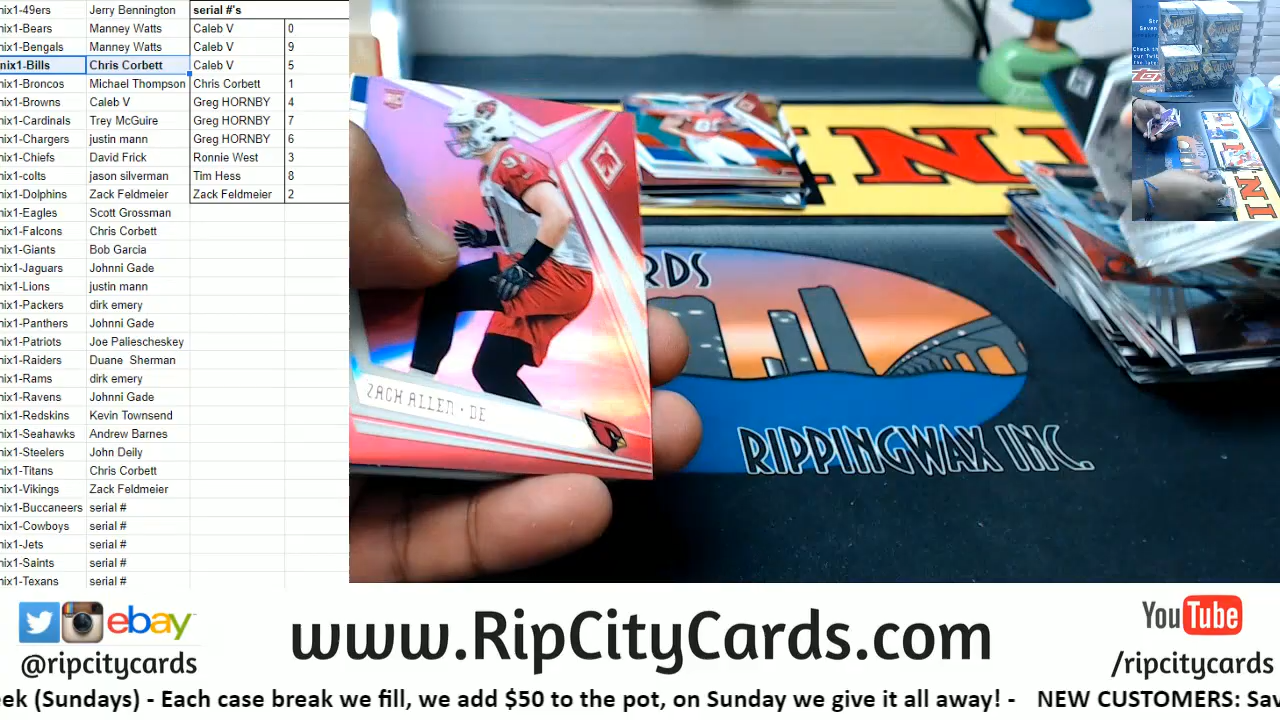 nix1-49ers Jerry Bennington serial #'s
nix1-Bears Manney Watts Caleb V 0
nix1-Bengals Manney Watts Caleb V 9
nix1-Bills Chris Corbett Caleb V 5
nix1-Broncos Michael Thompson Chris Corbett 1
nix1-Browns Caleb V Greg HORNBY 4
nix1-Cardinals Trey McGuire Greg HORNBY 7
nix1-Chargers justin mann Greg HORNBY 6
nix1-Chiefs David Frick Ronnie West 3
nix1-colts jason silverman Tim Hess 8
nix1-Dolphins Zack Feldmeier Zack Feldmeier 2
nix1-Eagles Scott Grossman
nix1-Falcons Chris Corbett
nix1-Giants Bob Garcia
nix1-Jaguars Johnni Gade
nix1-Lions justin mann
nix1-Packers dirk emery
nix1-Panthers Johnni Gade
nix1-Patriots Joe Paliescheskey
nix1-Raiders Duane Sherman
nix1-Rams dirk emery
nix1-Ravens Johnni Gade
nix1-Redskins Kevin Townsend
nix1-Seahawks Andrew Barnes
nix1-Steelers John Deily
nix1-Titans Chris Corbett
nix1-Vikings Zack Feldmeier
nix1-Buccaneers serial #
nix1-Cowboys serial #
nix1-Jets serial #
nix1-Saints serial #
nix1-Texans serial #
ZACH ALLEN · DE
RDS
RIPPINGWAX INC.
ebay
@ripcitycards
www.RipCityCards.com
YouTube
/ripcitycards
eek (Sundays) - Each case break we fill, we add $50 to the pot, on Sunday we give it all away! - NEW CUSTOMERS: Sav